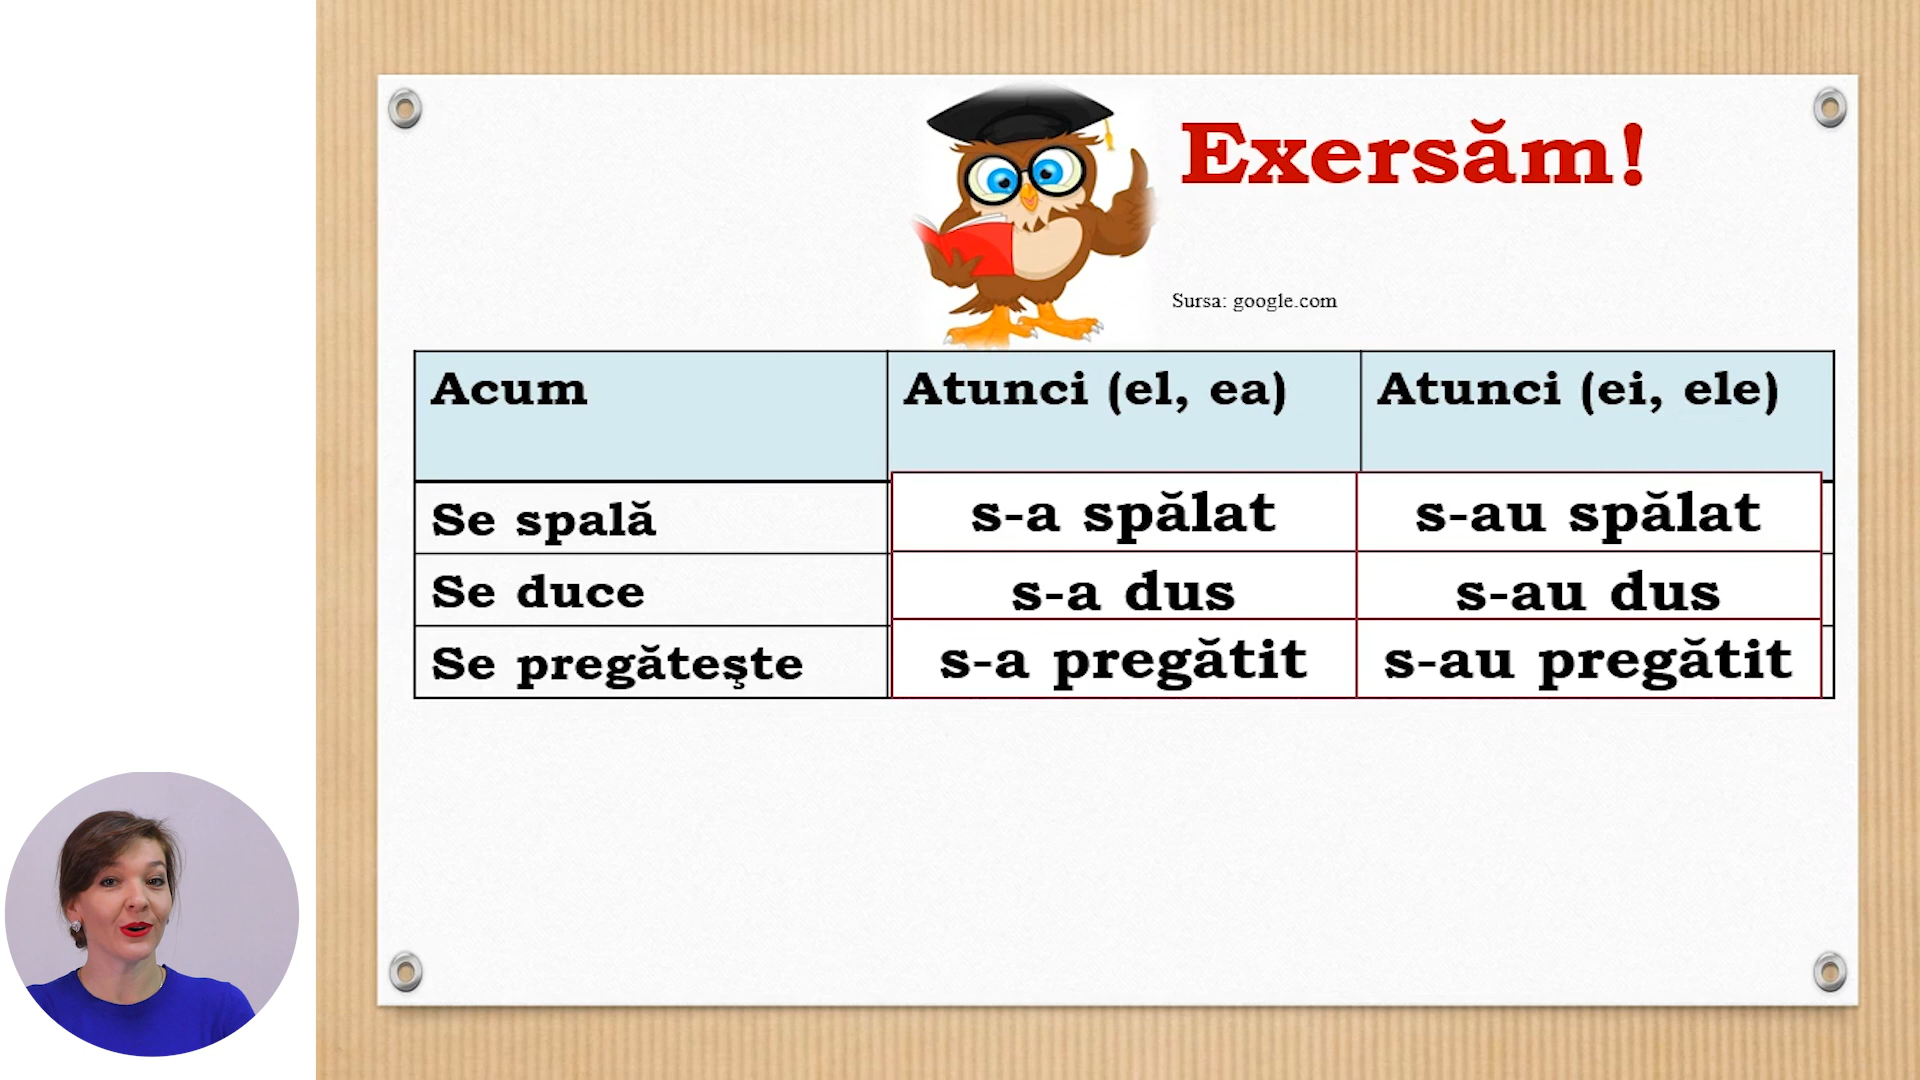 Exersăm!
Sursa: google.com
Acum Atunci (el, ea) Atunci (ei, ele)
Se spală s-a spălat s-au spălat
Se duce s-a dus s-au dus
Se pregăteşte s-a pregătit s-au pregătit